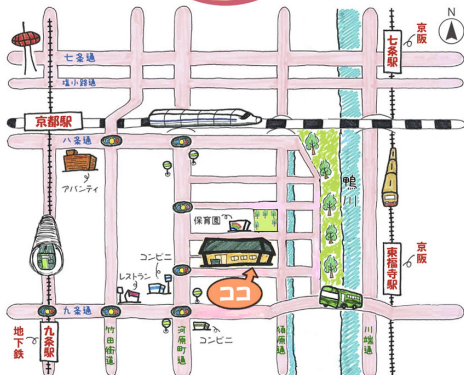 N
京阪
七条駅
七条通
塩小路通
京都駅
八条通
アバンティ
鴨川
保育園
コンビニ
レストラン
ココ
京阪
東福寺駅
九条通
地下鉄
九条駅
竹田街道
河原町通
コンビニ
須原通
川端通